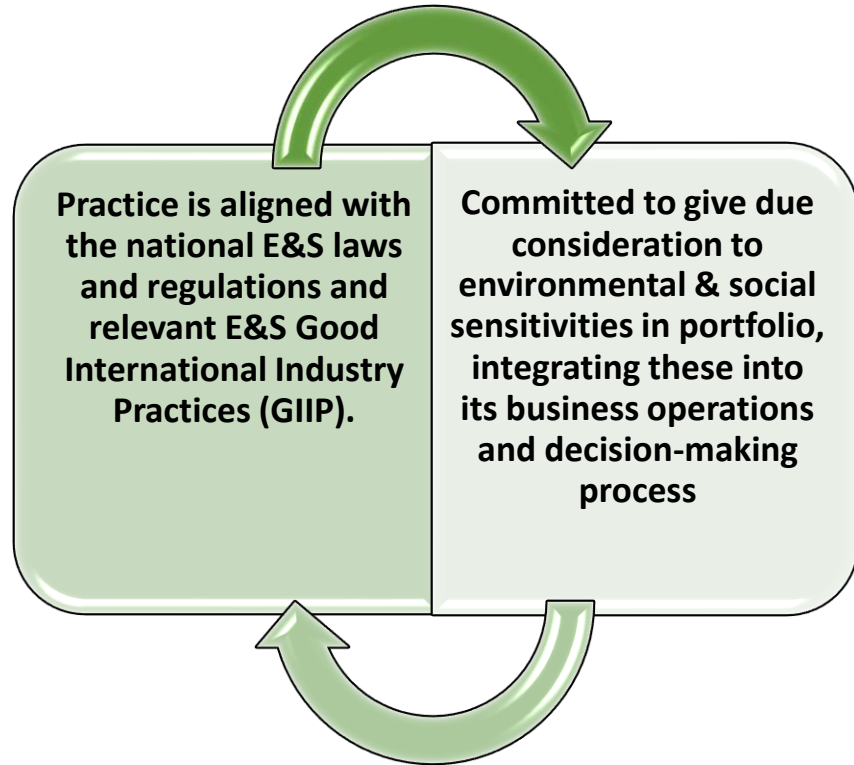 Practice is aligned with
the national E&S laws
and regulations and
relevant E&S Good
International Industry
Practices (GIIP).
Committed to give due
consideration to
environmental & social
sensitivities in portfolio,
integrating these into
its business operations
and decision-making
process